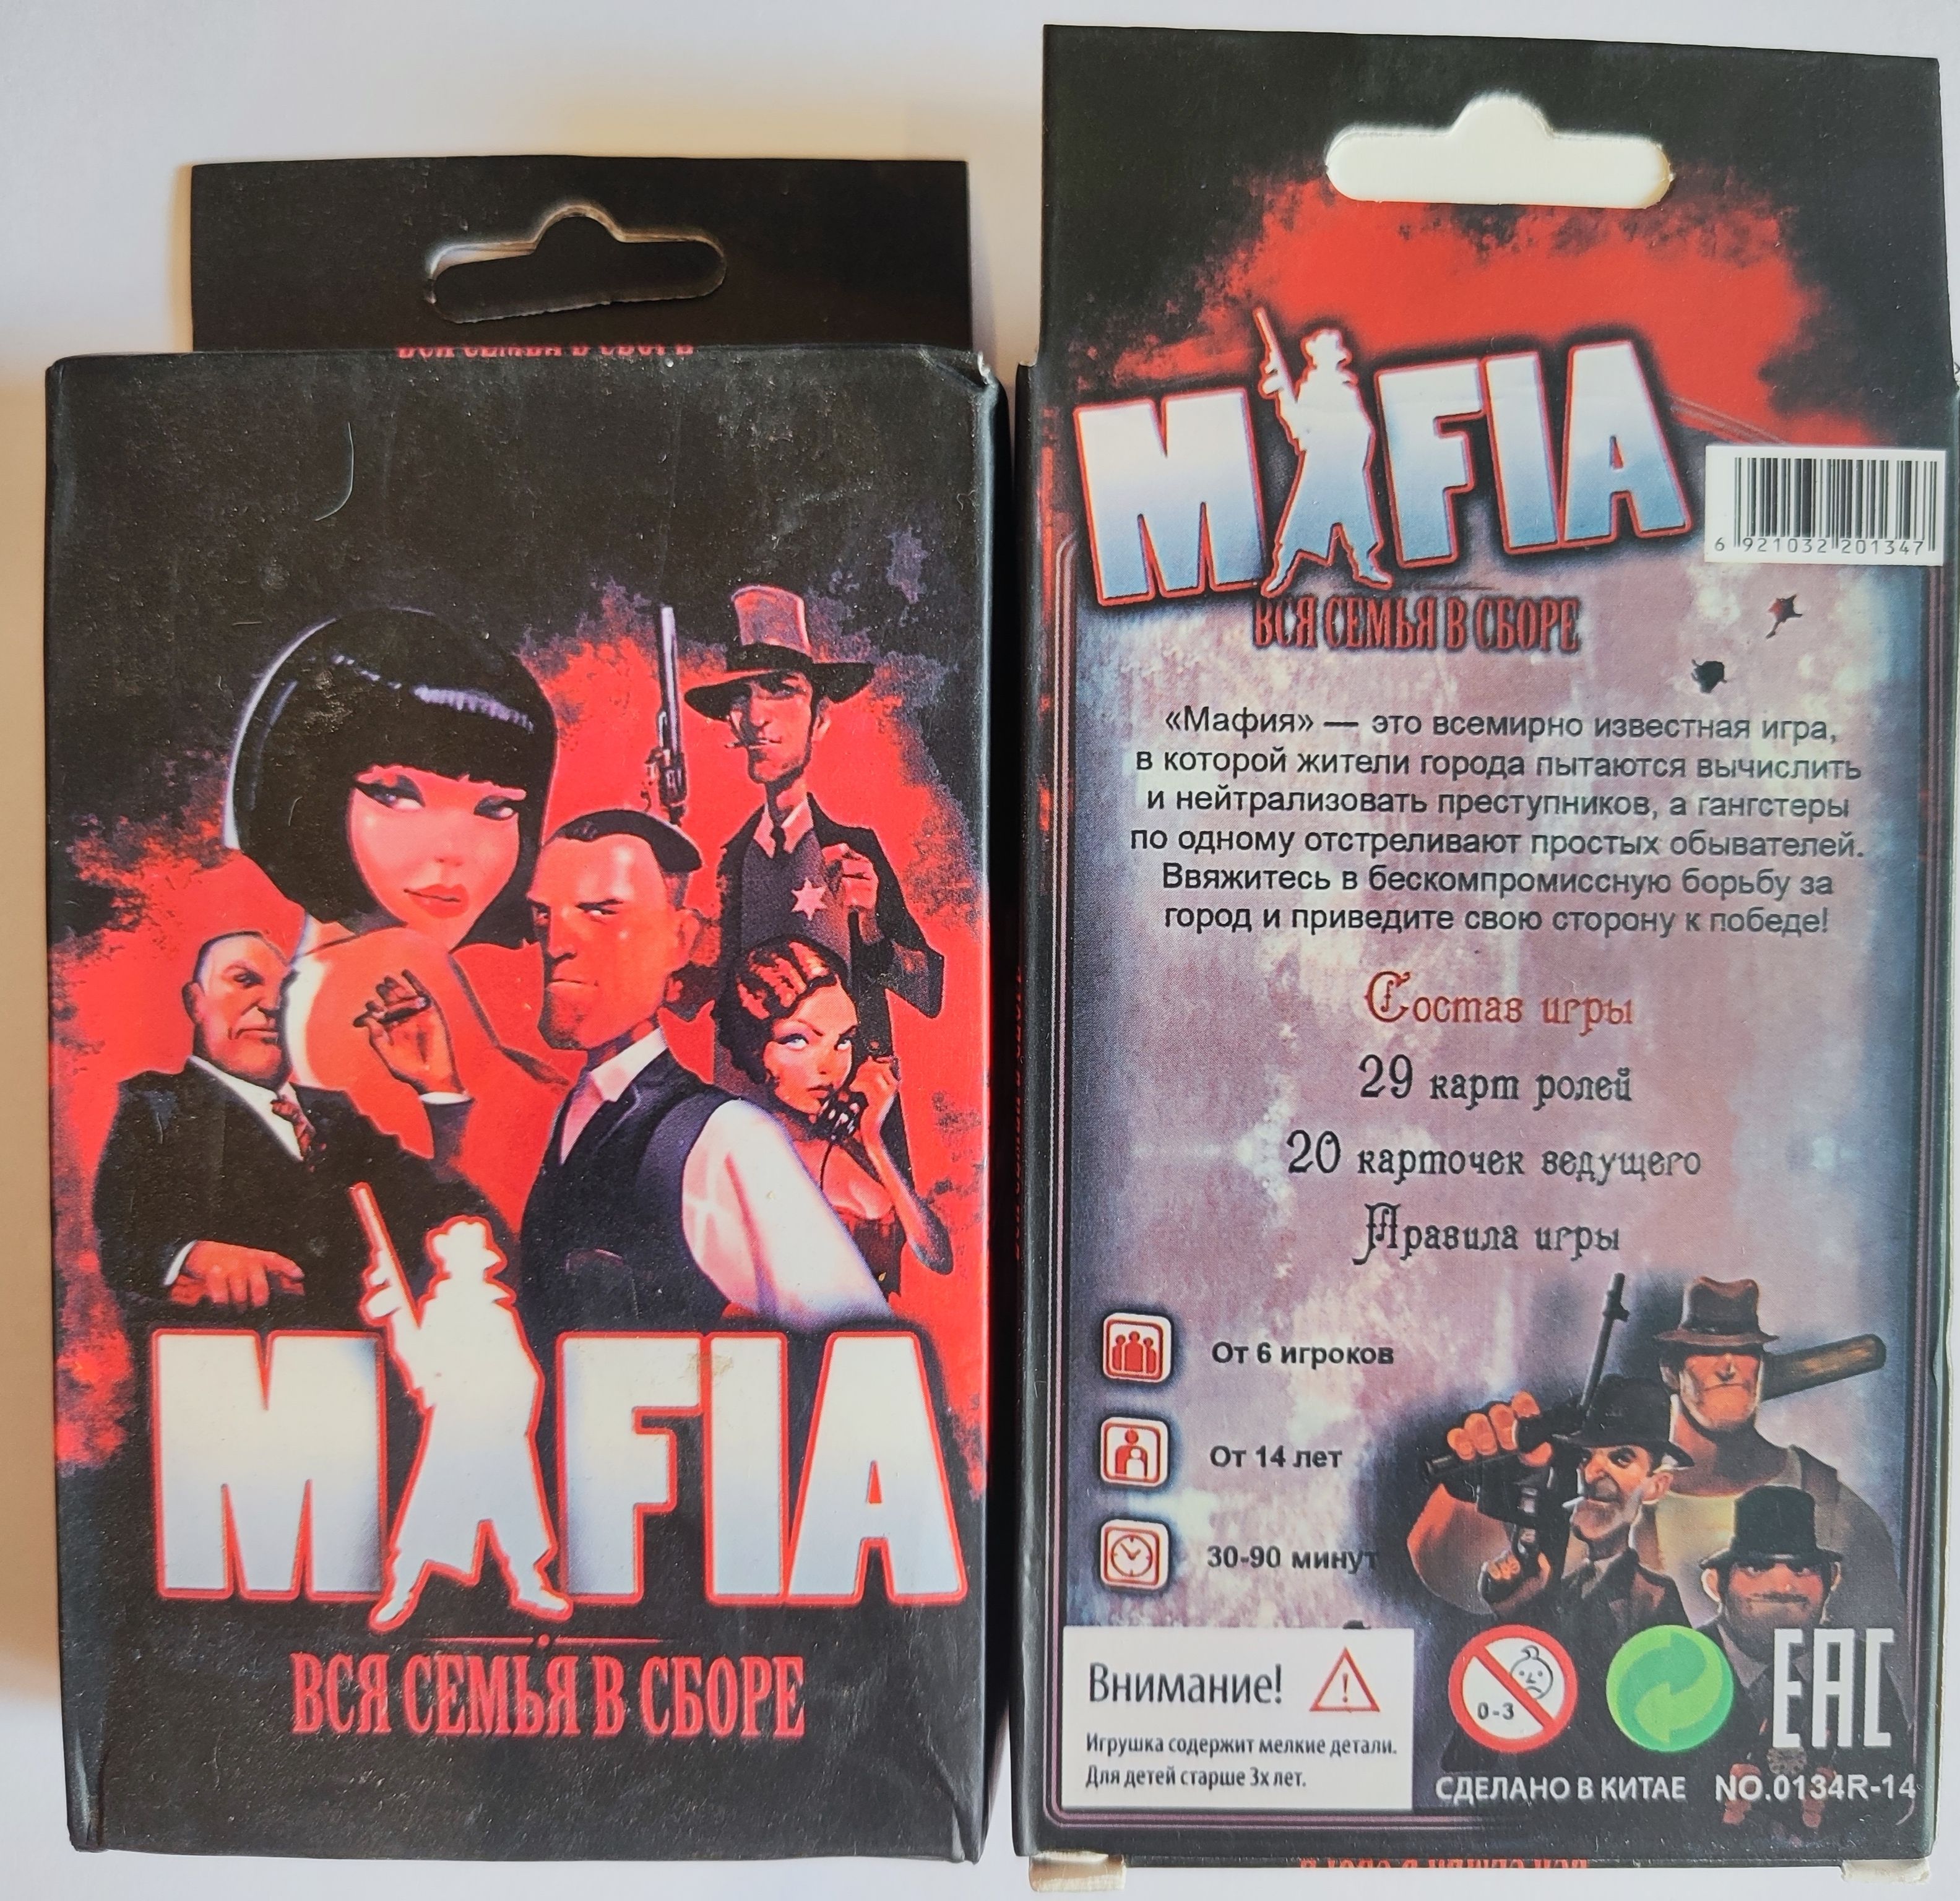 ВСЯ СЕМЬЯ В СБОРЕ
MAFIA
ВСЯ СЕМЬЯ В СБОРЕ
MAFIA
6 921032 201347
ВСЯ СЕМЬЯ В СБОРЕ
«Мафия» — это всемирно известная игра,
в которой жители города пытаются вычислить
и нейтрализовать преступников, а гангстеры
по одному отстреливают простых обывателей.
Ввяжитесь в бескомпромиссную борьбу за
город и приведите свою сторону к победе!
Состав игры
29 карт ролей
20 карточек ведущего
Правила игры
От 6 игроков
От 14 лет
30-90 минут
Внимание!
Игрушка содержит мелкие детали.
Для детей старше 3х лет.
0-3
EAC
СДЕЛАНО В КИТАЕ NO.0134R-14